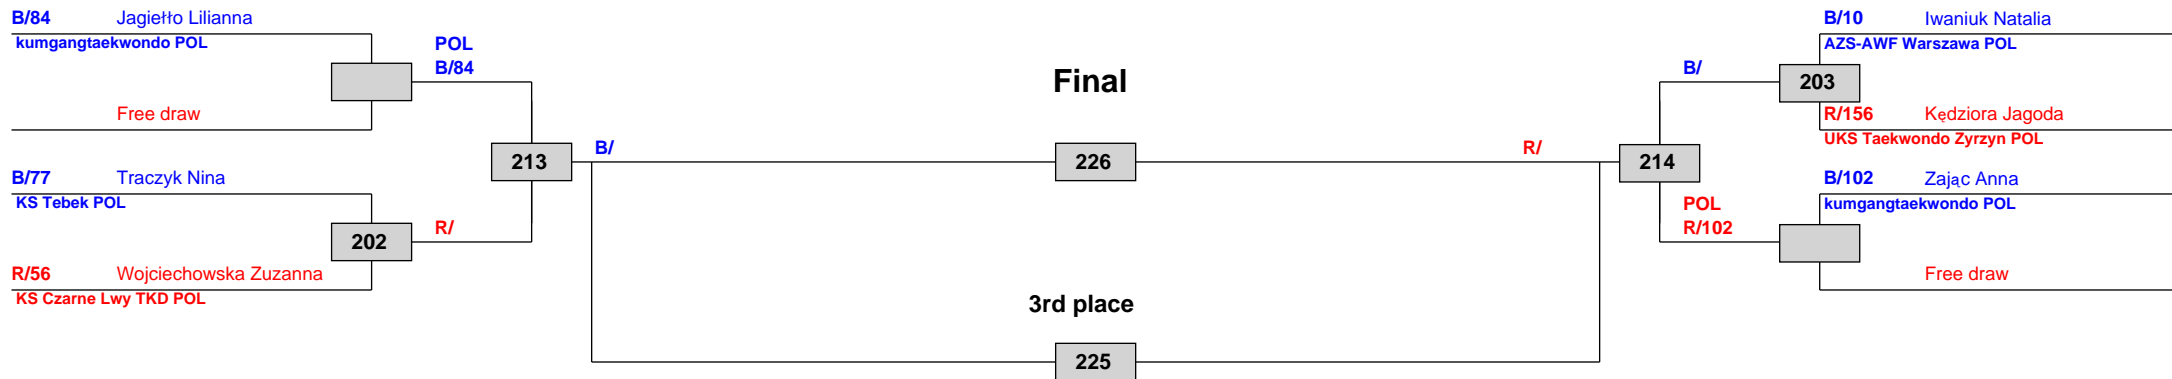 B/84 Jagiełło Lilianna
kumgangtaekwondo POL
Free draw
B/77 Traczyk Nina
KS Tebek POL
R/56 Wojciechowska Zuzanna
KS Czarne Lwy TKD POL
202
POL
B/84
R/
213
B/
Final
226
3rd place
225
R/
214
B/
POL
R/102
B/10 Iwaniuk Natalia
AZS-AWF Warszawa POL
203
R/156 Kędziora Jagoda
UKS Taekwondo Zyrzyn POL
B/102 Zając Anna
kumgangtaekwondo POL
Free draw